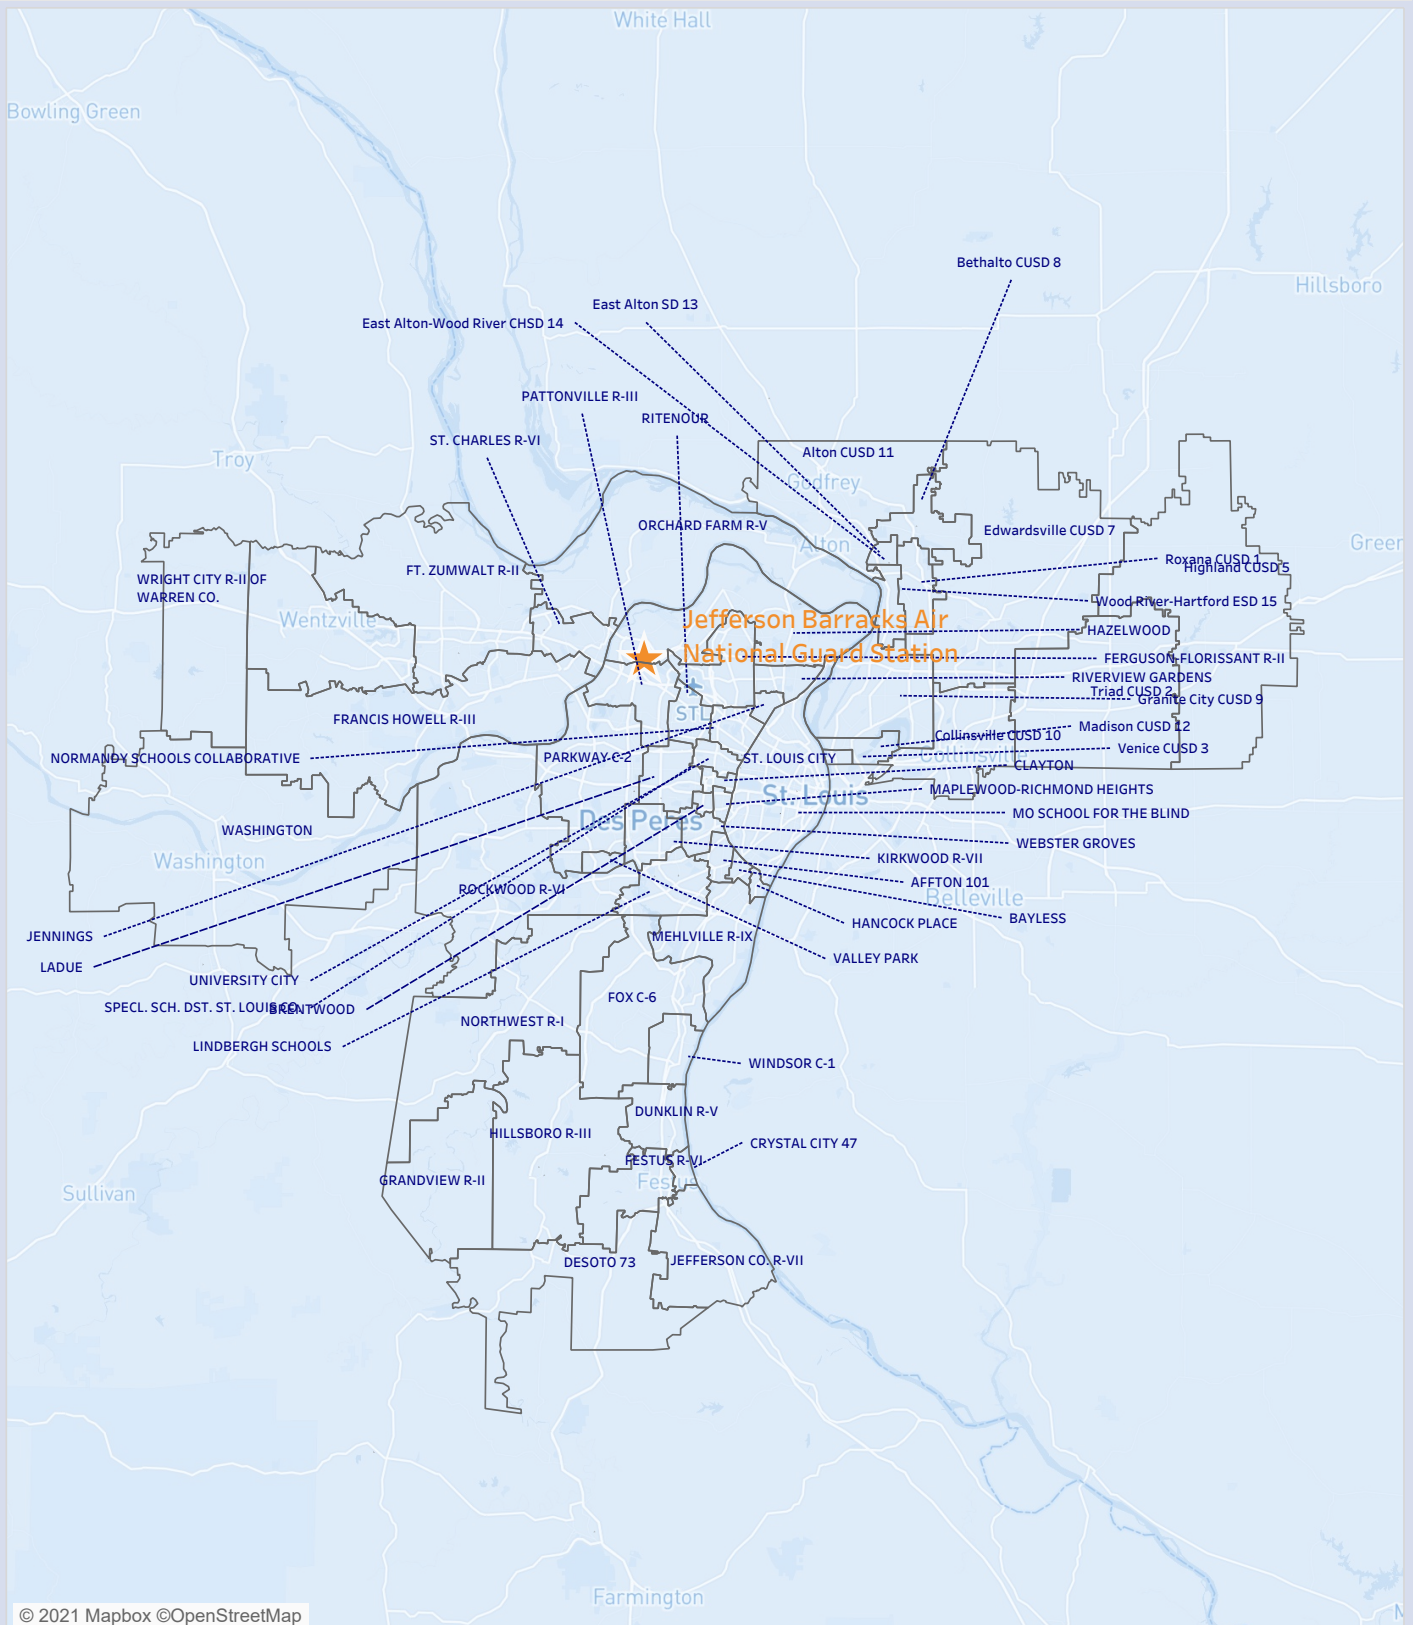 White Hall
Bowling Green
Bethalto CUSD 8
Hillsboro
East Alton SD 13
East Alton-Wood River CHSD 14
PATTONVILLE R-III
RITENOUR
ST. CHARLES R-VI
Alton CUSD 11
Troy
Godfrey
ORCHARD FARM R-V
Edwardsville CUSD 7
Alton
Greer
Roxana CUSD 1
Highland CUSD 5
FT. ZUMWALT R-II
WRIGHT CITY R-II OF
WARREN CO.
Wood River-Hartford ESD 15
Wentzville
Jefferson Barracks Air
National Guard Station
HAZELWOOD
FERGUSON-FLORISSANT R-II
RIVERVIEW GARDENS
Triad CUSD 2
Granite City CUSD 9
STL
FRANCIS HOWELL R-III
Madison CUSD 12
Collinsville CUSD 10
Venice CUSD 3
Collinsville
NORMANDY SCHOOLS COLLABORATIVE
PARKWAY C-2
ST. LOUIS CITY
CLAYTON
MAPLEWOOD-RICHMOND HEIGHTS
St. Louis
MO SCHOOL FOR THE BLIND
Des Peres
WASHINGTON
WEBSTER GROVES
Washington
KIRKWOOD R-VII
AFFTON 101
ROCKWOOD R-VI
Belleville
BAYLESS
HANCOCK PLACE
JENNINGS
MEHLVILLE R-IX
VALLEY PARK
LADUE
UNIVERSITY CITY
FOX C-6
SPECL. SCH. DST. ST. LOUIS CO.
BRENTWOOD
NORTHWEST R-I
LINDBERGH SCHOOLS
WINDSOR C-1
DUNKLIN R-V
HILLSBORO R-III
CRYSTAL CITY 47
FESTUS R-VI
Festus
GRANDVIEW R-II
Sullivan
DESOTO 73
JEFFERSON CO. R-VII
Farmington
© 2021 Mapbox ©OpenStreetMap